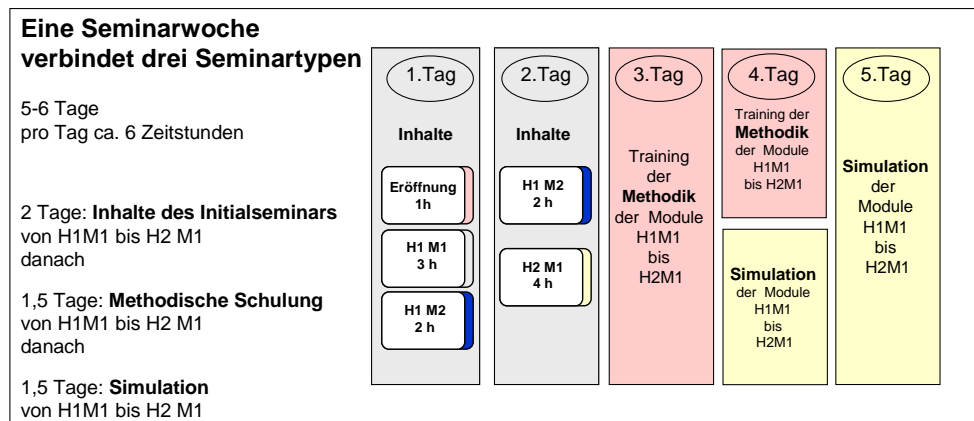 Eine Seminarwoche
verbindet drei Seminartypen
5-6 Tage
pro Tag ca. 6 Zeitstunden
2 Tage: Inhalte des Initialseminars
von H1M1 bis H2 M1
danach
1,5 Tage: Methodische Schulung
von H1M1 bis H2 M1
danach
1,5 Tage: Simulation
von H1M1 bis H2 M1
1.Tag
Inhalte
Eröffnung
1h
H1 M1
3 h
H1 M2
2 h
2.Tag
Inhalte
H1 M2
2 h
H2 M1
4 h
3.Tag
Training
der
Methodik
der Module
H1M1
bis
H2M1
4.Tag
Training der
Methodik
der Module
H1M1
bis H2M1
Simulation
der Module
H1M1
bis
H2M1
5.Tag
Simulation
der
Module
H1M1
bis
H2M1